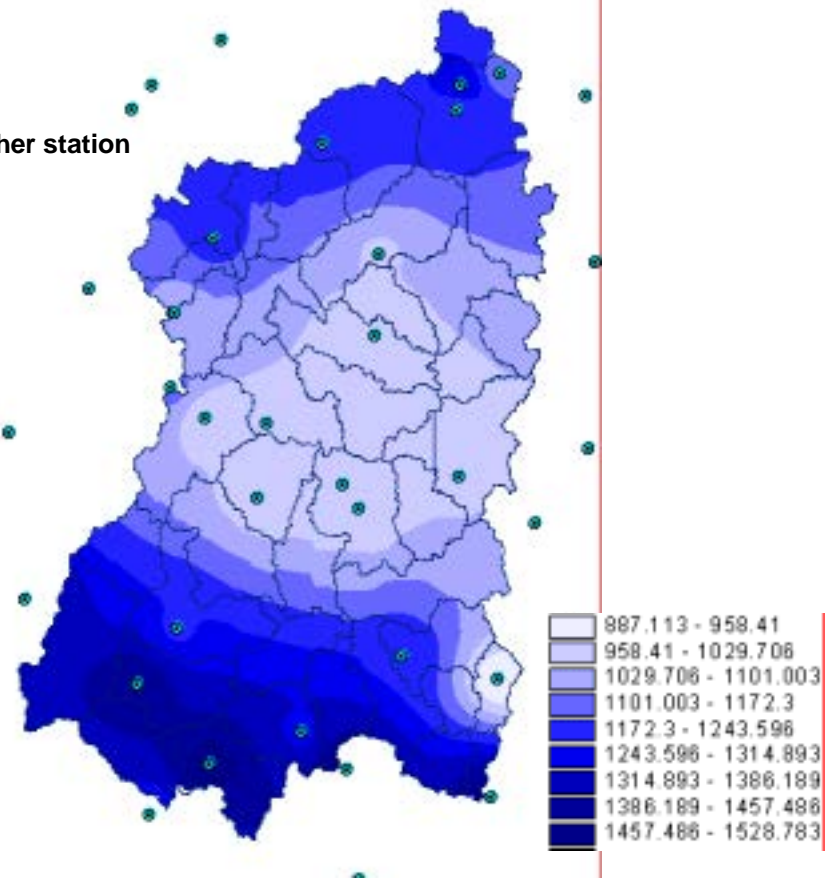 her station
887.113 - 958.41
958.41 - 1029.706
1029.706 - 1101.003
1101.003 - 1172.3
1172.3 - 1243.596
1243.596 - 1314.893
1314.893 - 1386.189
1386.189 - 1457.486
1457.486 - 1528.783